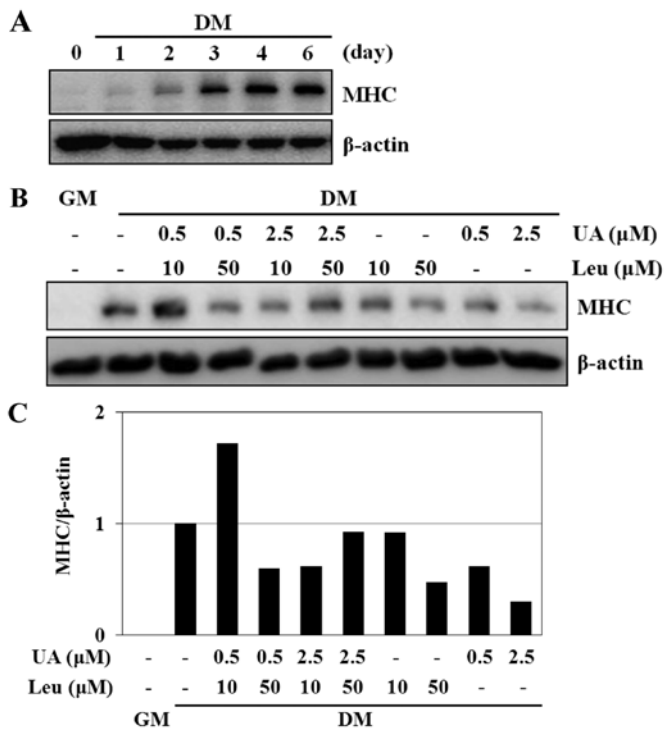 A
DM
0 1 2 3 4 6 (day)
MHC
β-actin
B
GM DM
- - 0.5 0.5 2.5 2.5 - - 0.5 2.5 UA (μM)
- - 10 50 10 50 10 50 - - Leu (μM)
MHC
β-actin
C
2
1
0
MHC/β-actin
UA (μM) - - 0.5 0.5 2.5 2.5 - - 0.5 2.5
Leu (μM) - - 10 50 10 50 10 50 - -
GM DM